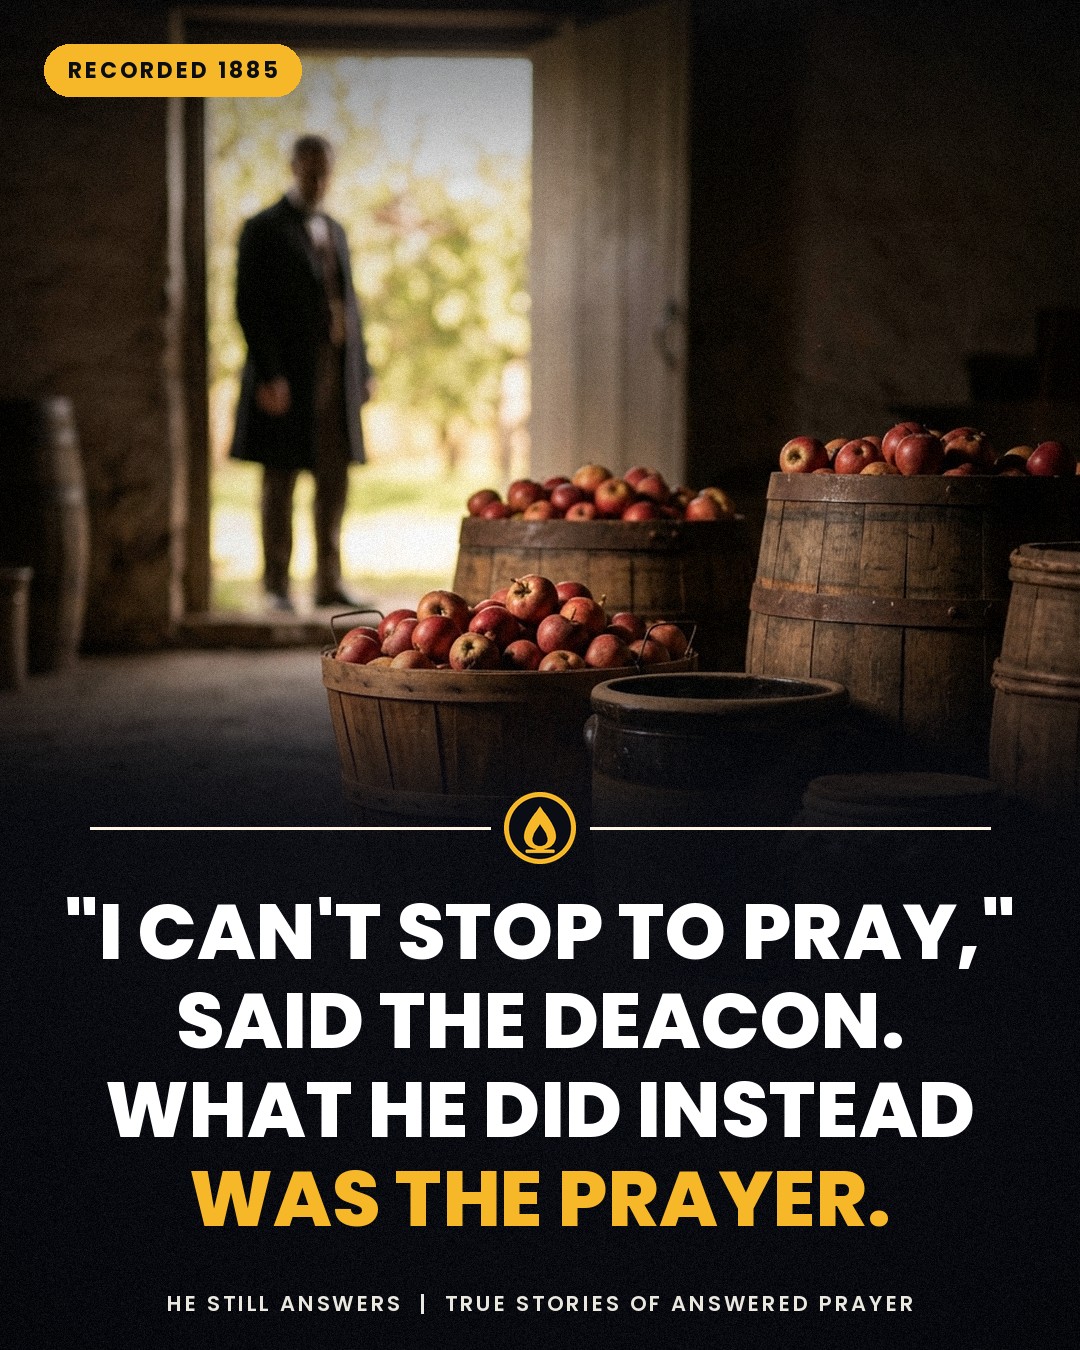 RECORDED 1885
"I CAN'T STOP TO PRAY,"
SAID THE DEACON.
WHAT HE DID INSTEAD
WAS THE PRAYER.
HE STILL ANSWERS | TRUE STORIES OF ANSWERED PRAYER